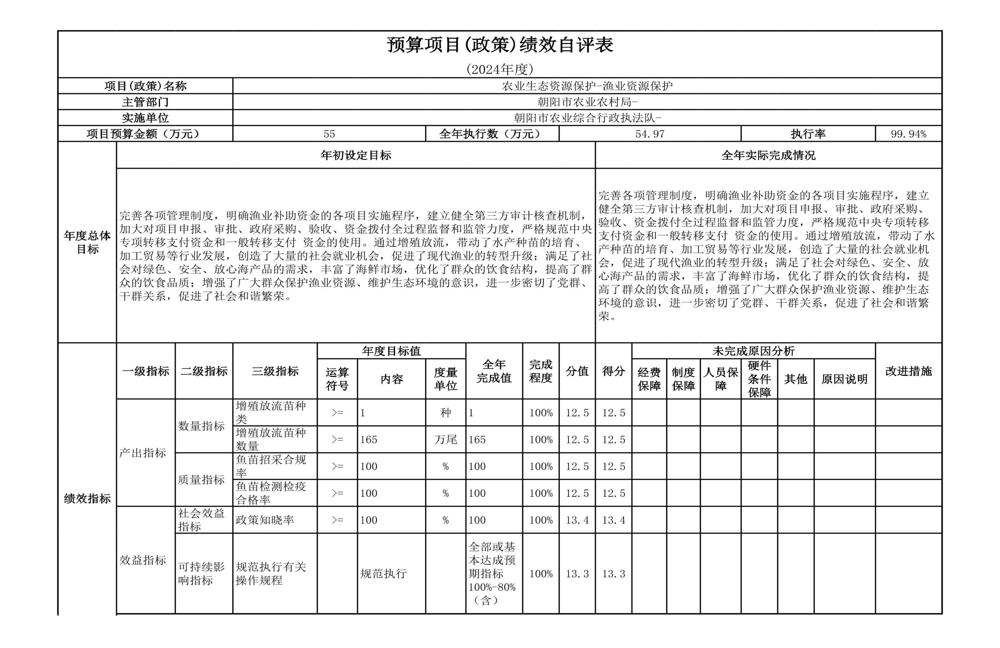 预算项目(政策)绩效自评表
(2024年度)
项目(政策)名称 农业生态资源保护-渔业资源保护
主管部门 朝阳市农业农村局-
实施单位 朝阳市农业综合行政执法队-
项目预算金额（万元） 55 全年执行数（万元） 54.97 执行率 99.94%
年度总体
目标
年初设定目标
完善各项管理制度，明确渔业补助资金的各项目实施程序，建立健全第三方审计核查机制，
加大对项目申报、审批、政府采购、验收、资金拨付全过程监督和监管力度，严格规范中央
专项转移支付资金和一般转移支付 资金的使用。通过增殖放流，带动了水产种苗的培育、
加工贸易等行业发展，创造了大量的社会就业机会，促进了现代渔业的转型升级；满足了社
会对绿色、安全、放心海产品的需求，丰富了海鲜市场，优化了群众的饮食结构，提高了群
众的饮食品质；增强了广大群众保护渔业资源、维护生态环境的意识，进一步密切了党群、
干群关系，促进了社会和谐繁荣。
全年实际完成情况
完善各项管理制度，明确渔业补助资金的各项目实施程序，建立
健全第三方审计核查机制，加大对项目申报、审批、政府采购、
验收、资金拨付全过程监督和监管力度，严格规范中央专项转移
支付资金和一般转移支付 资金的使用。通过增殖放流，带动了水
产种苗的培育、加工贸易等行业发展，创造了大量的社会就业机
会，促进了现代渔业的转型升级；满足了社会对绿色、安全、放
心海产品的需求，丰富了海鲜市场，优化了群众的饮食结构，提
高了群众的饮食品质；增强了广大群众保护渔业资源、维护生态
环境的意识，进一步密切了党群、干群关系，促进了社会和谐繁
荣。
绩效指标
一级指标 二级指标 三级指标
年度目标值
运算
符号
内容
度量
单位
全年
完成值
完成
程度
分值 得分
未完成原因分析
经费
保障
制度
保障
人员保
障
硬件
条件
保障
其他
原因说明
改进措施
产出指标
数量指标
增殖放流苗种
类
>= 1 种 1 100% 12.5 12.5
增殖放流苗种
数量
>= 165 万尾 165 100% 12.5 12.5
质量指标
鱼苗招采合规
率
>= 100 % 100 100% 12.5 12.5
鱼苗检测检疫
合格率
>= 100 % 100 100% 12.5 12.5
效益指标
社会效益
指标
政策知晓率 >= 100 % 100 100% 13.4 13.4
可持续影
响指标
规范执行有关
操作规程
规范执行
全部或基
本达成预
期指标
100%-80%
（含）
100% 13.3 13.3